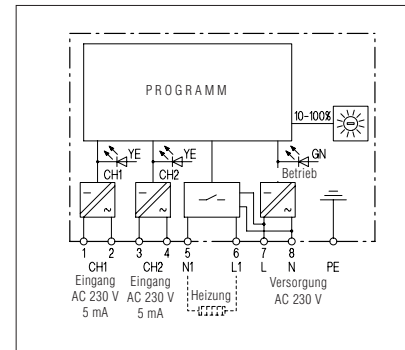 PROGRAMM
10-100%
YE
YE
GN
CH1
CH2
Betrieb
1 2 3 4 5 6 7 8
CH1 CH2 N1 L1 L N PE
Eingang Eingang Heizung Versorgung
AC 230 V AC 230 V AC 230 V
5 mA 5 mA